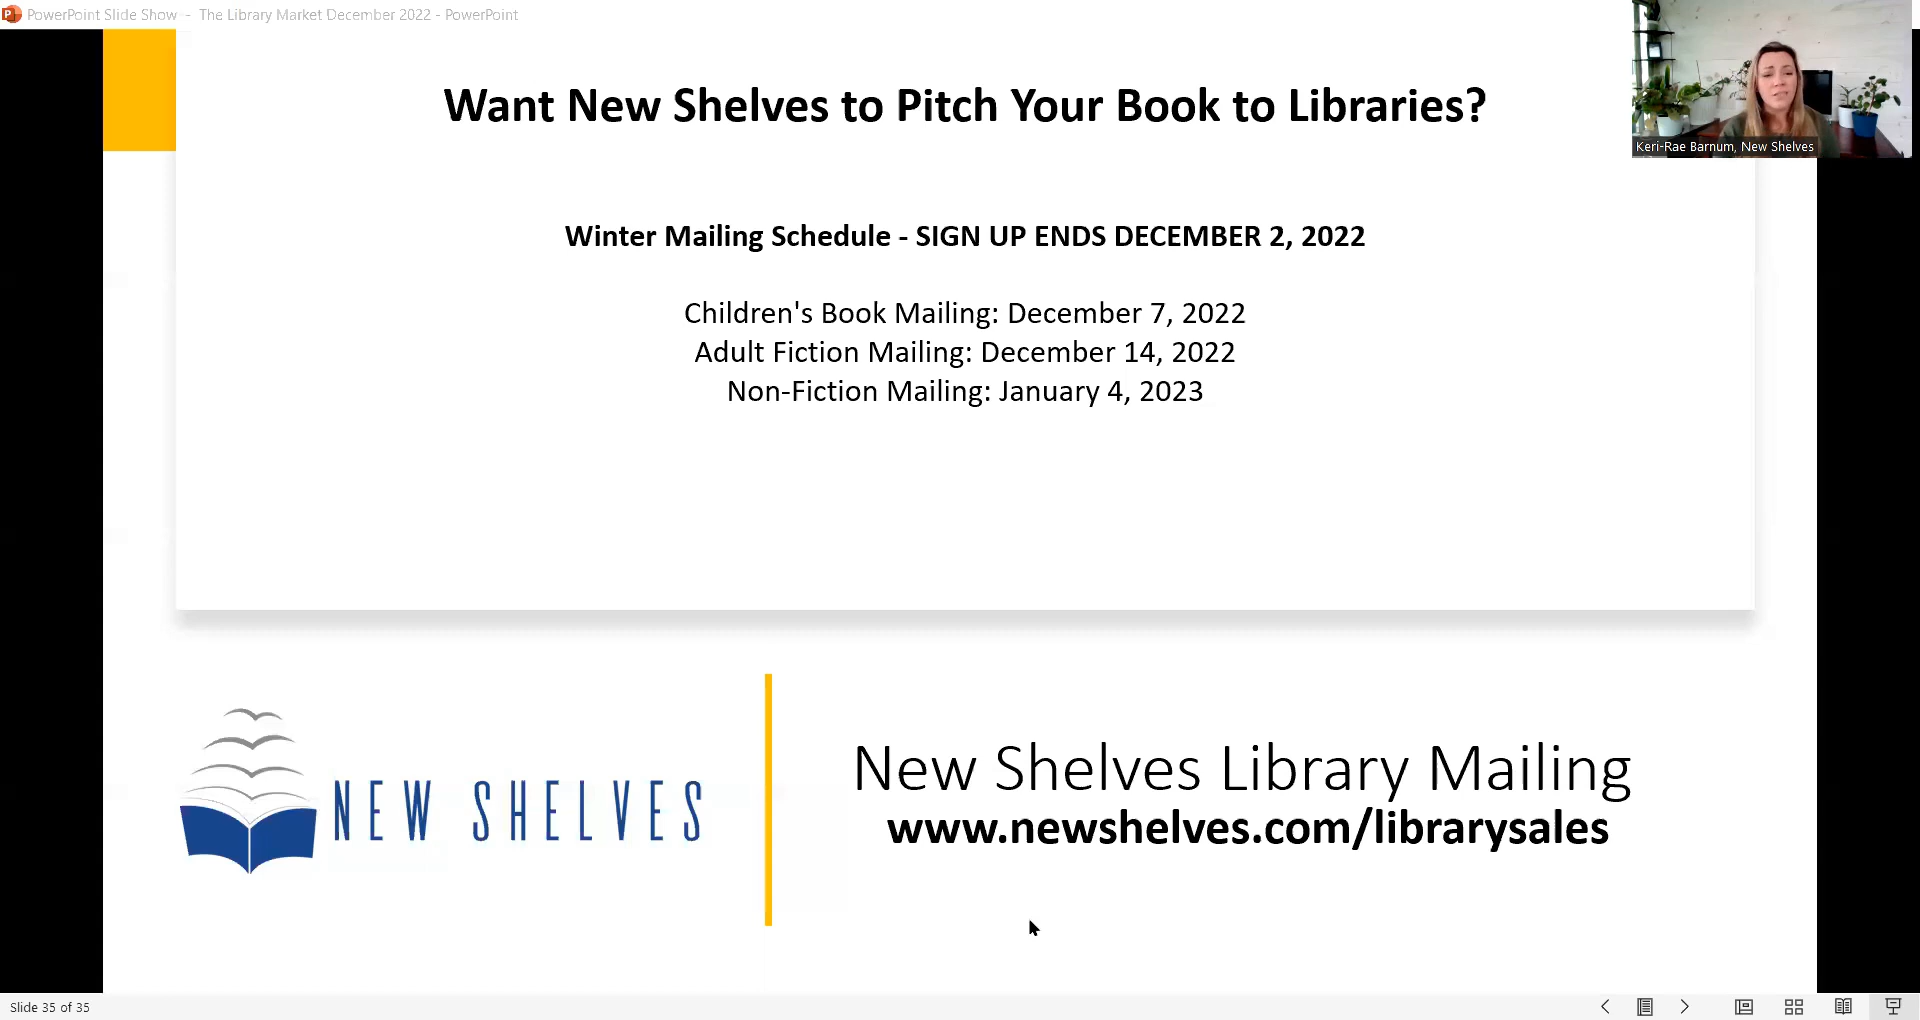 PowerPoint Slide Show - The Library Market December 2022 - PowerPoint
Want New Shelves to Pitch Your Book to Libraries?
Keri-Rae Barnum, New Shelves
Winter Mailing Schedule - SIGN UP ENDS DECEMBER 2, 2022
Children's Book Mailing: December 7, 2022
Adult Fiction Mailing: December 14, 2022
Non-Fiction Mailing: January 4, 2023
NEW SHELVES
New Shelves Library Mailing
www.newshelves.com/librarysales
Slide 35 of 35